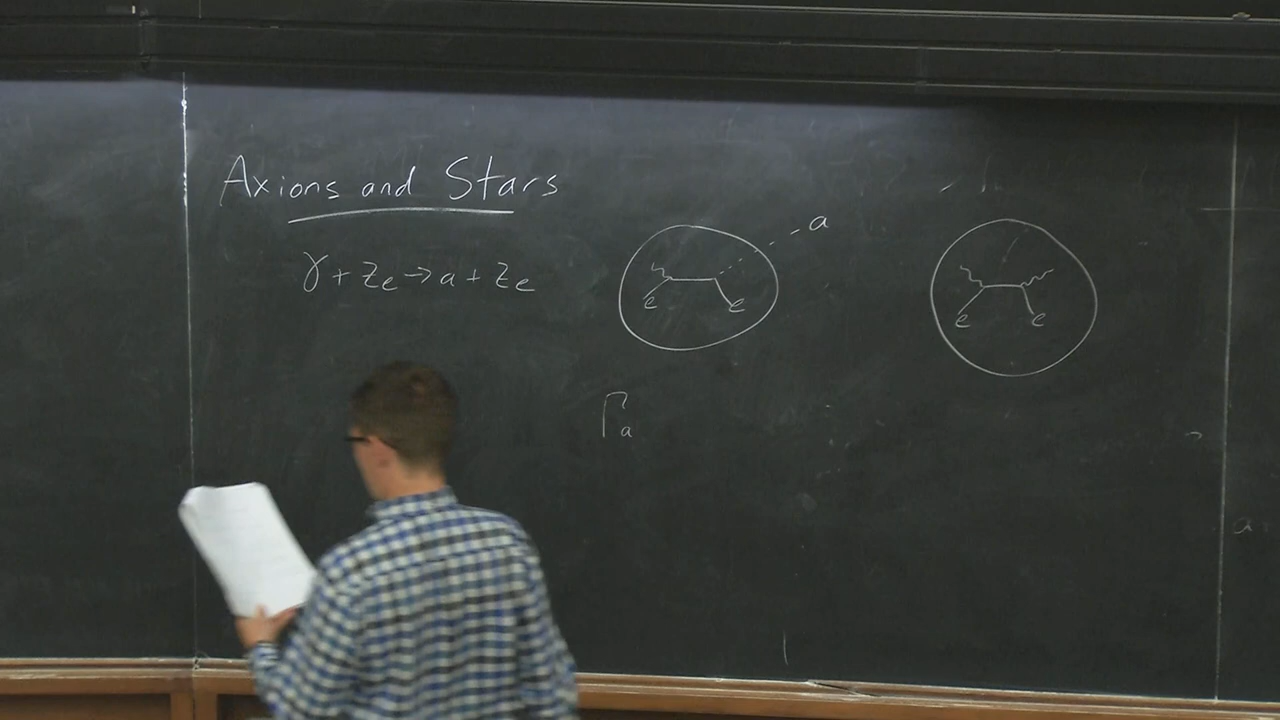 Axions and Stars
γ + Ze → a + Ze
a
e e
e e
Γa
a